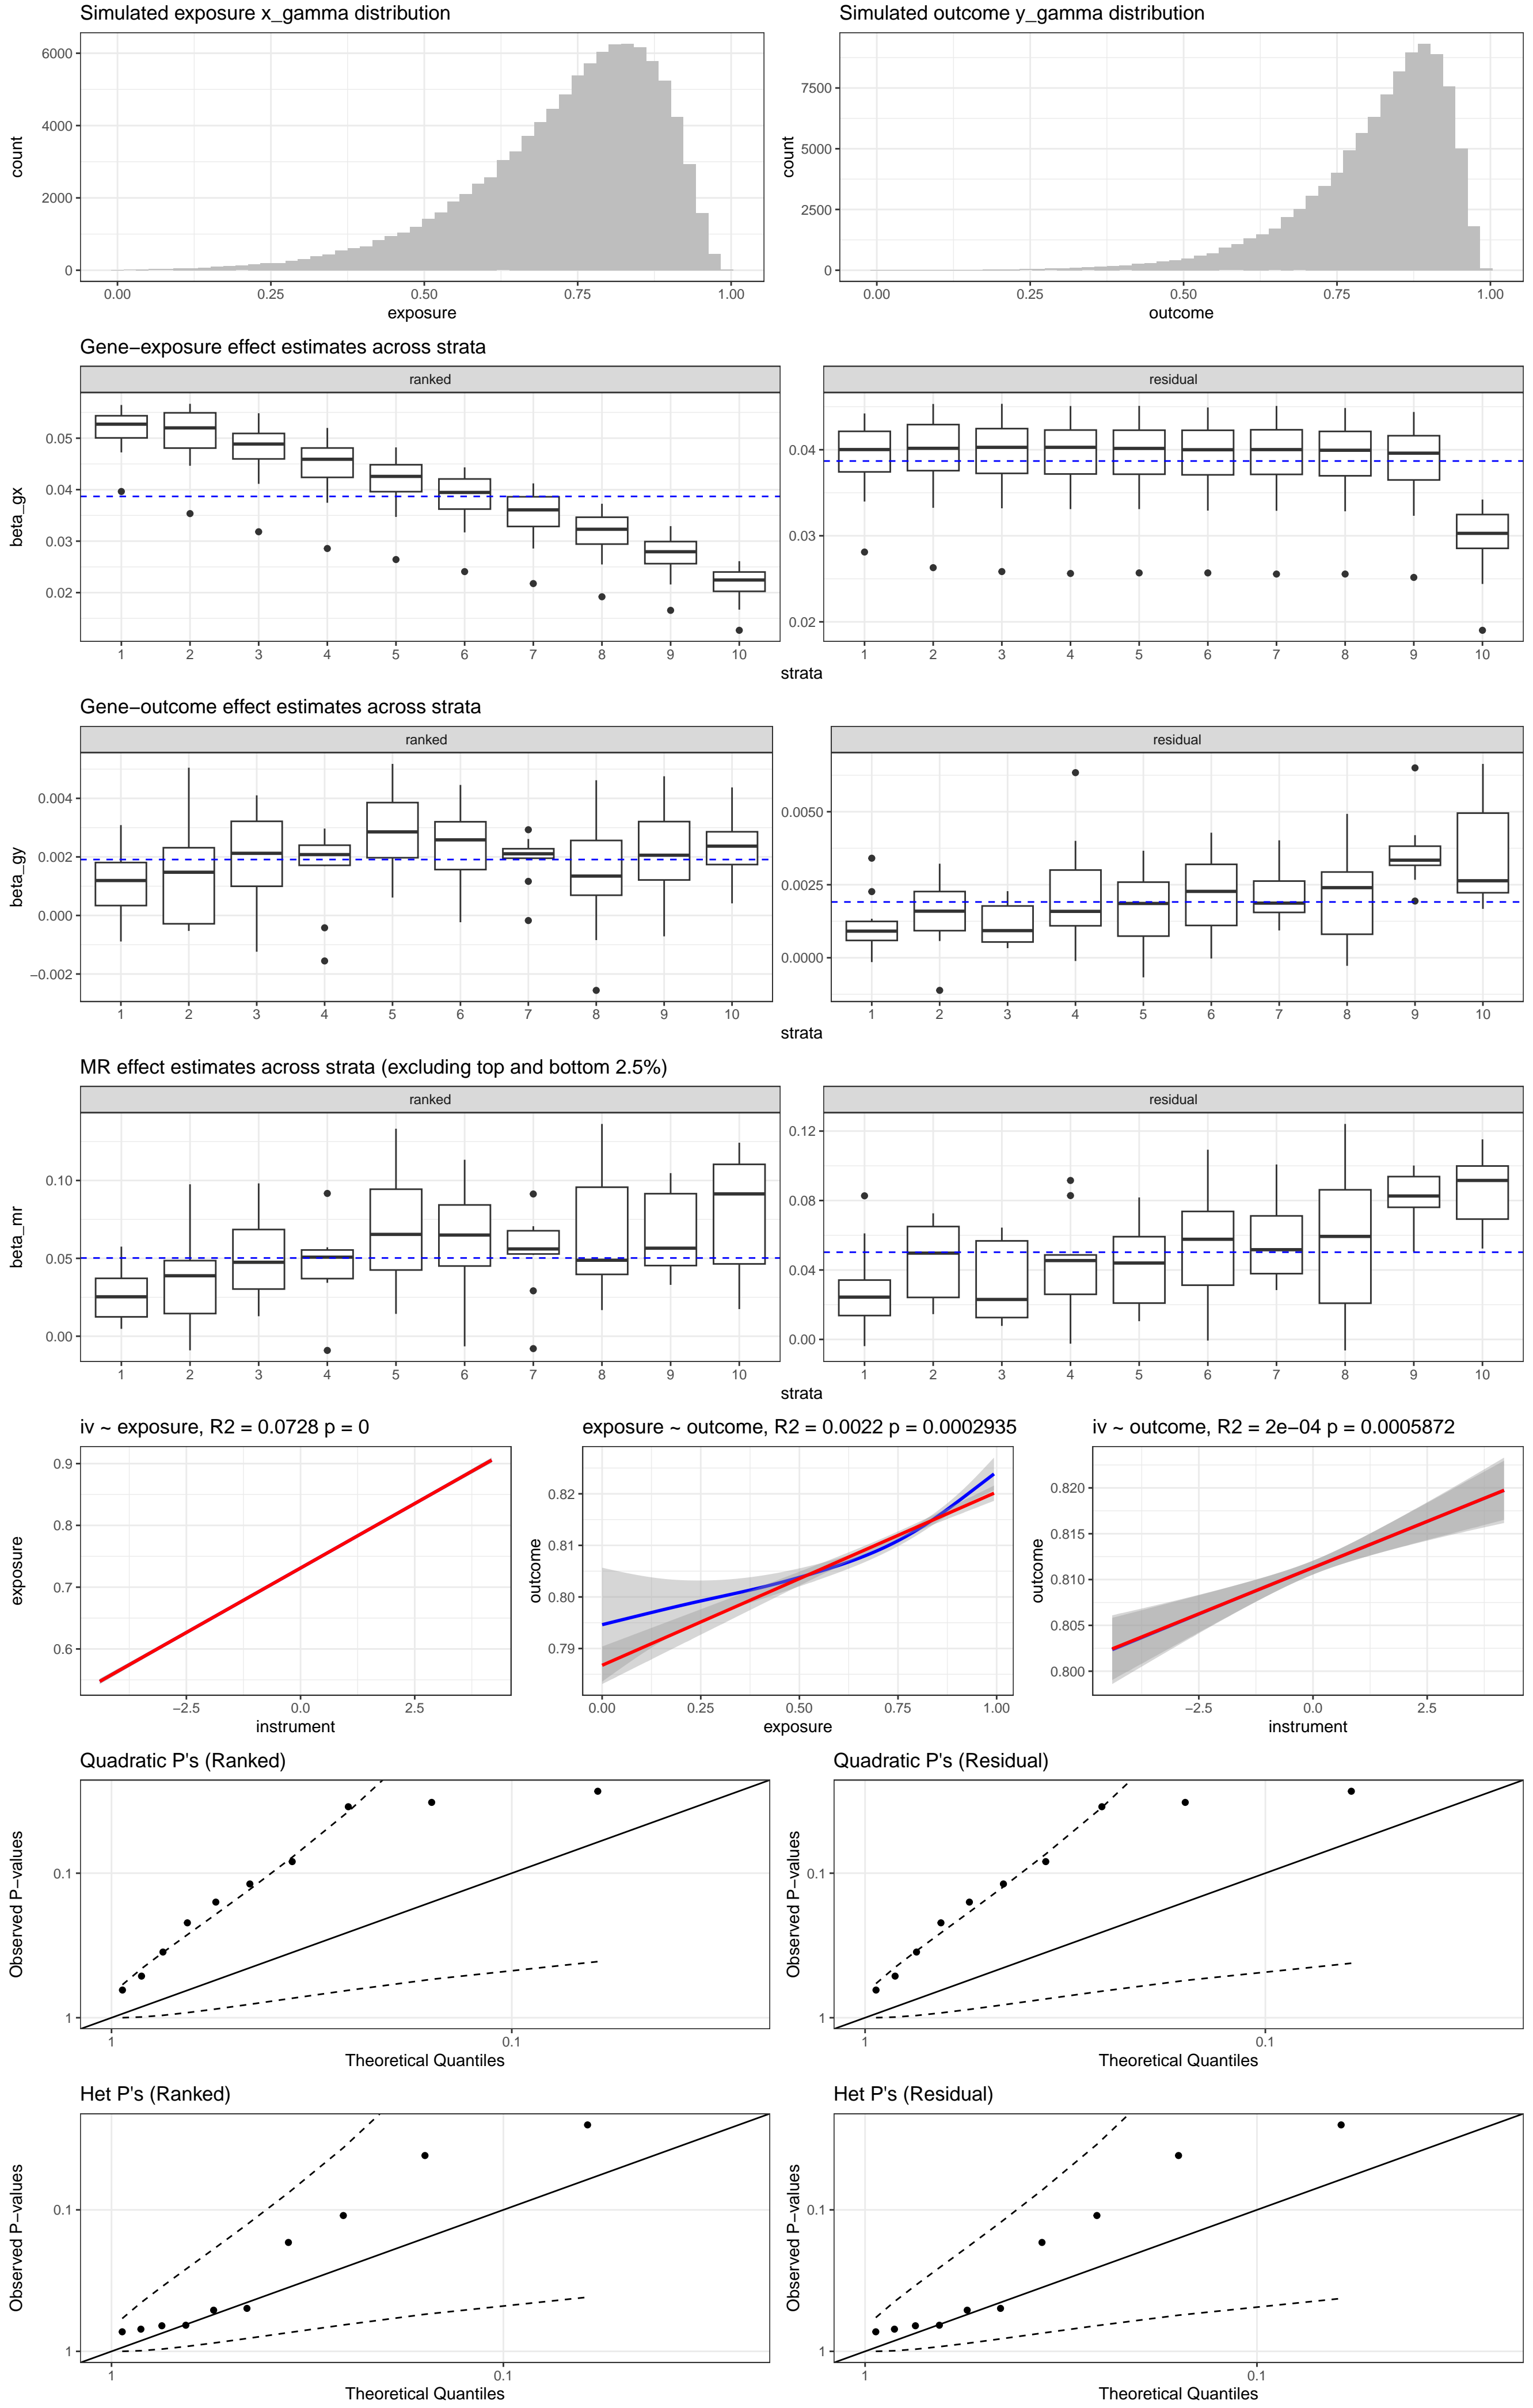 Simulated exposure x_gamma distribution
count
6000
4000
2000
0
0.00 0.25 0.50 0.75 1.00
exposure
Simulated outcome y_gamma distribution
count
7500
5000
2500
0
0.00 0.25 0.50 0.75 1.00
outcome
Gene−exposure effect estimates across strata
beta_gx
ranked
0.05
0.04
0.03
0.02
1 2 3 4 5 6 7 8 9 10
residual
0.04
0.03
0.02
1 2 3 4 5 6 7 8 9 10
strata
Gene−outcome effect estimates across strata
beta_gy
ranked
0.004
0.002
0.000
−0.002
1 2 3 4 5 6 7 8 9 10
residual
0.0050
0.0025
0.0000
1 2 3 4 5 6 7 8 9 10
strata
MR effect estimates across strata (excluding top and bottom 2.5%)
beta_mr
ranked
0.10
0.05
0.00
1 2 3 4 5 6 7 8 9 10
residual
0.12
0.08
0.04
0.00
1 2 3 4 5 6 7 8 9 10
strata
iv ~ exposure, R2 = 0.0728 p = 0
exposure
0.9
0.8
0.7
0.6
−2.5 0.0 2.5
instrument
exposure ~ outcome, R2 = 0.0022 p = 0.0002935
outcome
0.82
0.81
0.80
0.79
0.00 0.25 0.50 0.75 1.00
exposure
iv ~ outcome, R2 = 2e−04 p = 0.0005872
outcome
0.820
0.815
0.810
0.805
0.800
−2.5 0.0 2.5
instrument
Quadratic P's (Ranked)
Observed P−values
0.1
1
1 0.1
Theoretical Quantiles
Quadratic P's (Residual)
Observed P−values
0.1
1
1 0.1
Theoretical Quantiles
Het P's (Ranked)
Observed P−values
0.1
1
1 0.1
Theoretical Quantiles
Het P's (Residual)
Observed P−values
0.1
1
1 0.1
Theoretical Quantiles